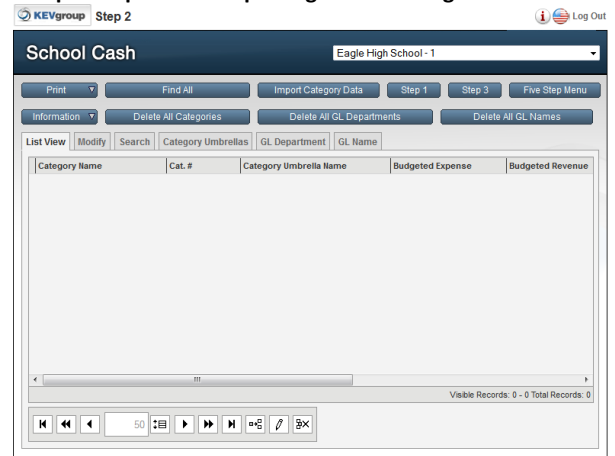 KEVgroup Step 2 Log Out
School Cash Eagle High School - 1
Print Find All Import Category Data Step 1 Step 3 Five Step Menu
Information Delete All Categories Delete All GL Departments Delete All GL Names
List View Modify Search Category Umbrellas GL Department GL Name
Category Name Cat. # Category Umbrella Name Budgeted Expense Budgeted Revenue
Visible Records: 0 - 0 Total Records: 0
50